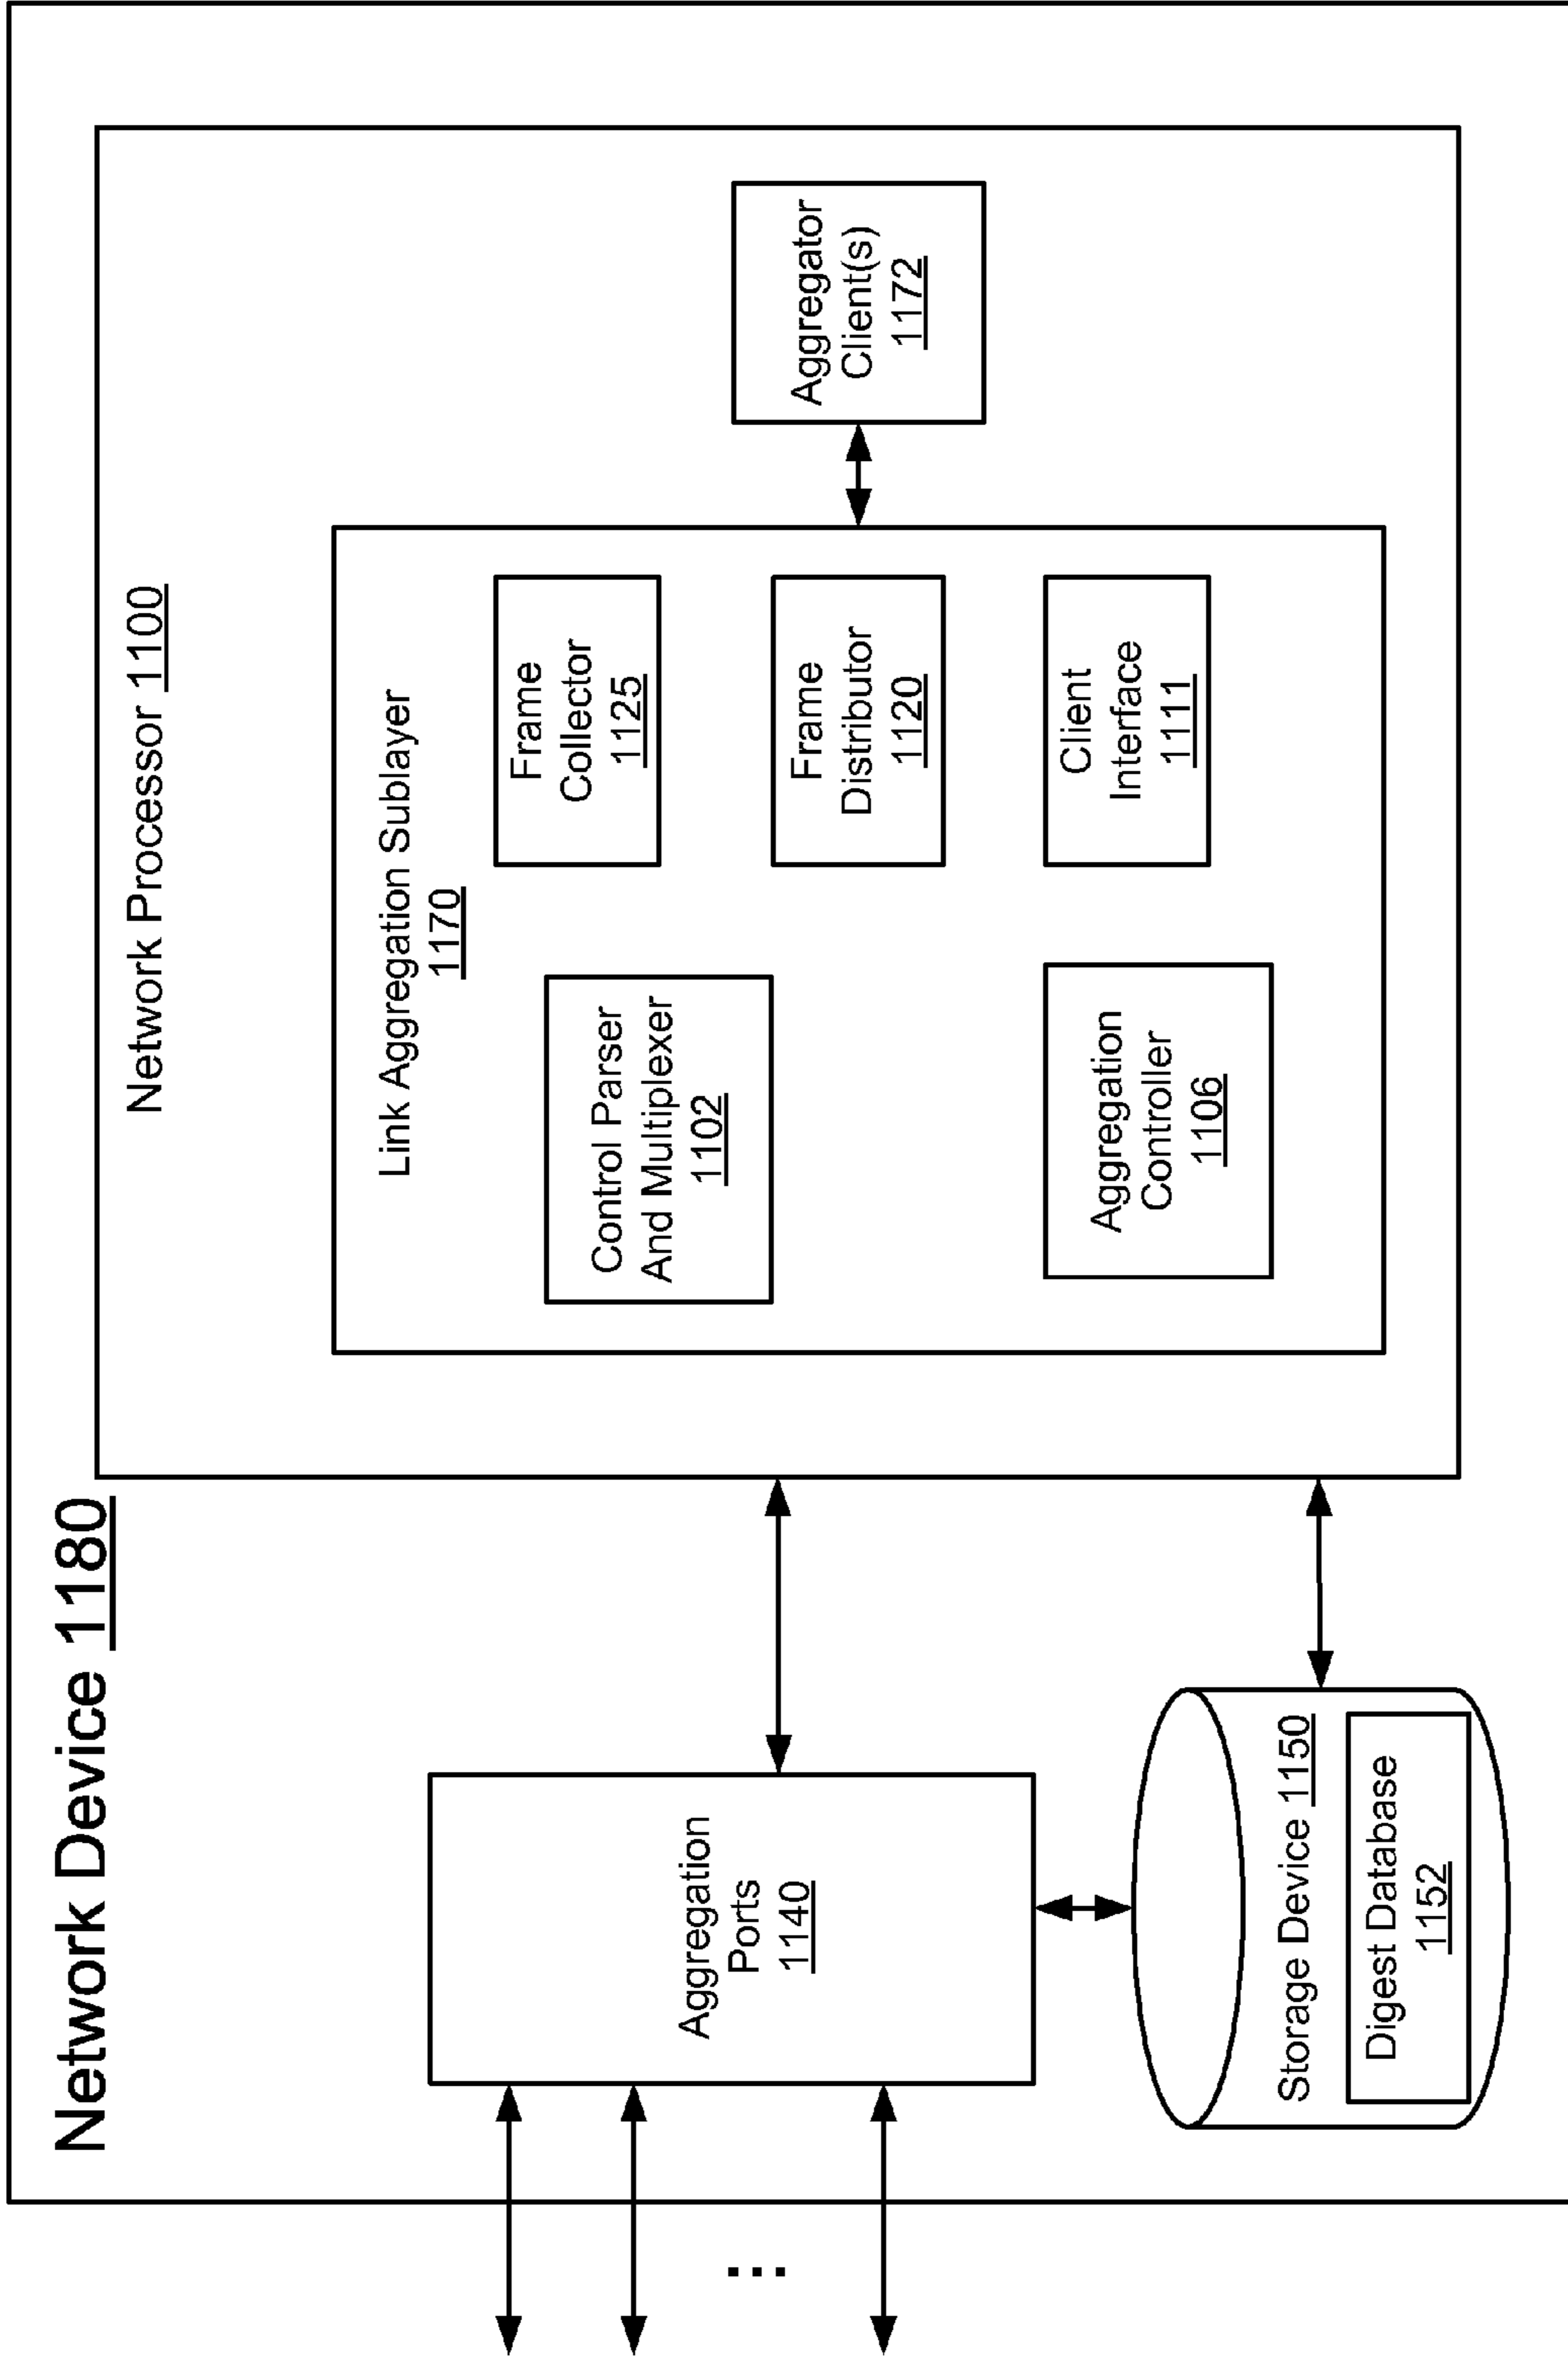 Network Device 1180
Network Processor 1100
Link Aggregation Sublayer
1170
Control Parser
And Multiplexer
1102
Frame
Collector
1125
Frame
Distributor
1120
Aggregation
Controller
1106
Client
Interface
1111
Aggregator
Client(s)
1172
Aggregation
Ports
1140
Storage Device 1150
Digest Database
1152
...